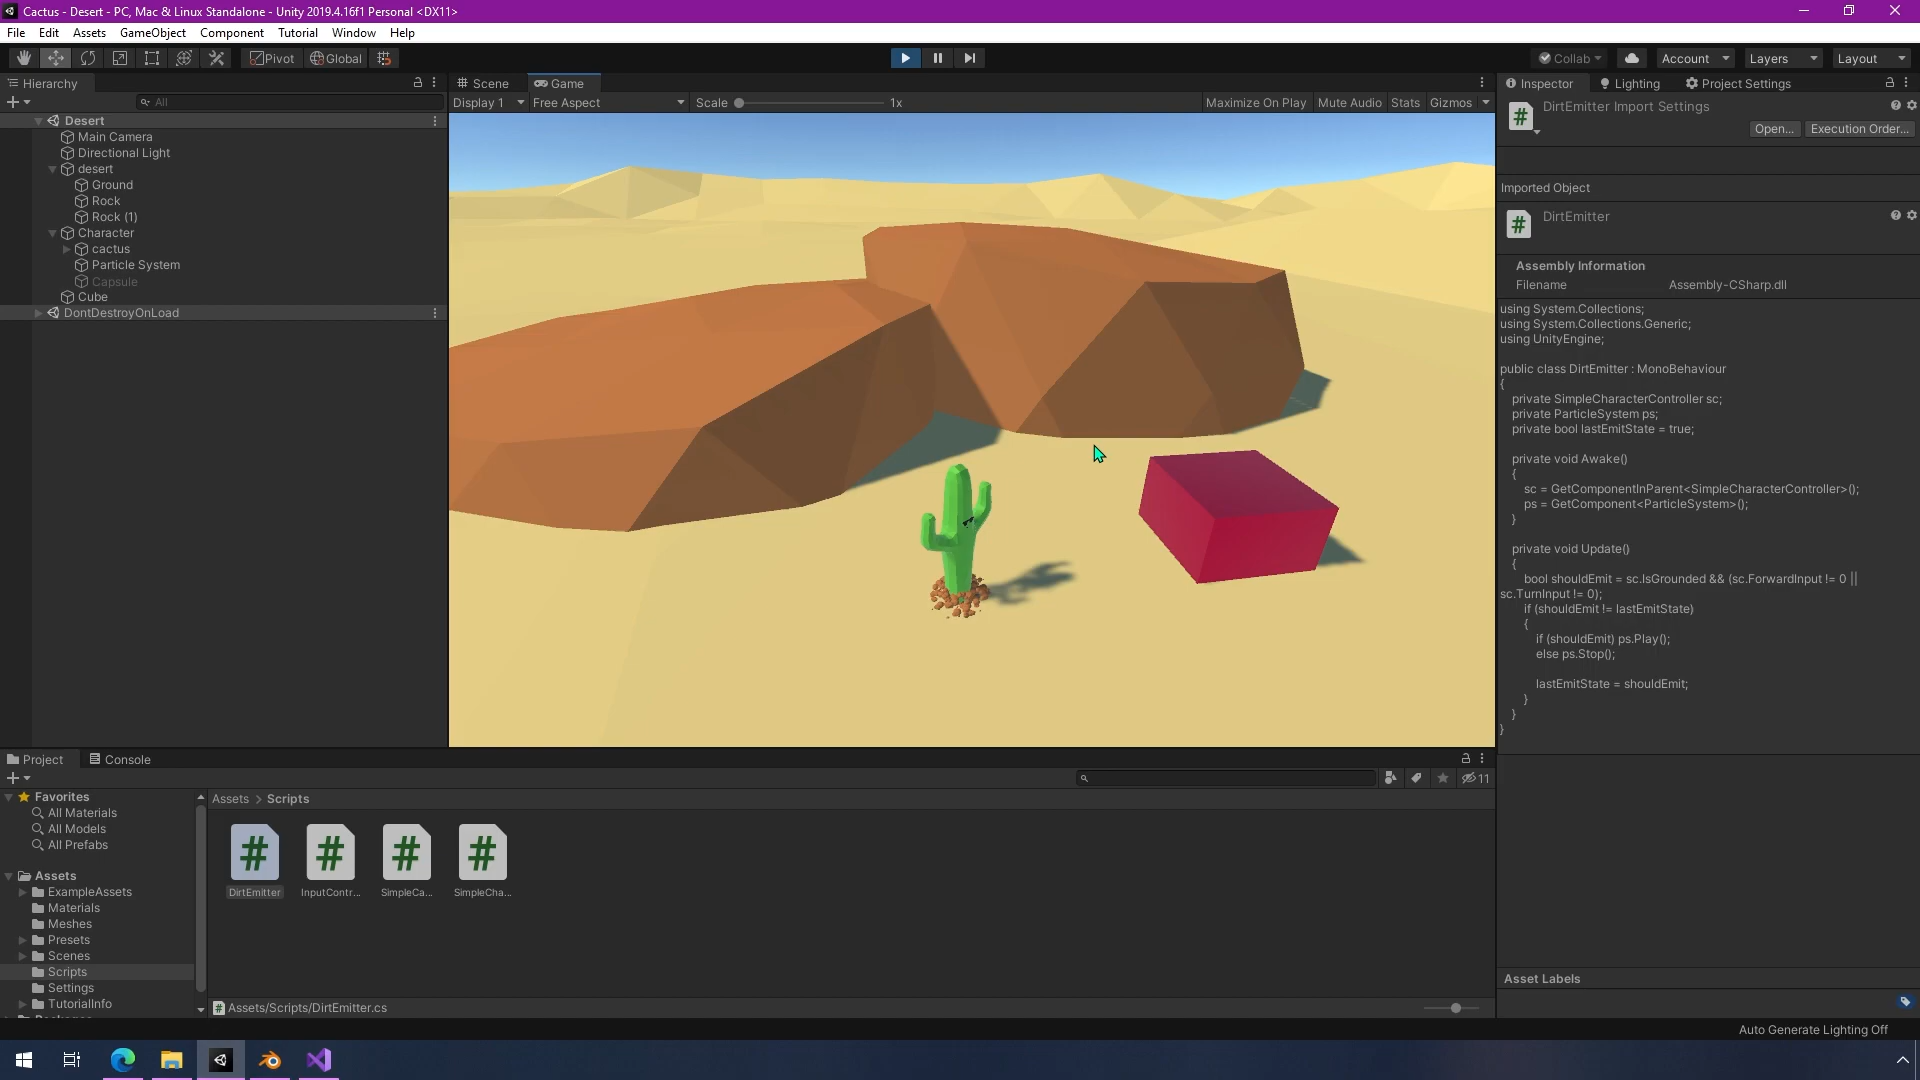 Cactus - Desert - PC, Mac & Linux Standalone - Unity 2019.4.16f1 Personal <DX11>
File Edit Assets GameObject Component Tutorial Window Help
Pivot Global Collab Account Layers Layout
Hierarchy
All
Desert
Main Camera
Directional Light
desert
Ground
Rock
Rock (1)
Character
cactus
Particle System
Capsule
Cube
DontDestroyOnLoad
Scene Game
Display 1 Free Aspect Scale 1x Maximize On Play Mute Audio Stats Gizmos
Inspector Lighting Project Settings
DirtEmitter Import Settings
Open... Execution Order...
Imported Object
DirtEmitter
Assembly Information
Filename Assembly-CSharp.dll
using System.Collections;
using System.Collections.Generic;
using UnityEngine;
public class DirtEmitter : MonoBehaviour
{
private SimpleCharacterController sc;
private ParticleSystem ps;
private bool lastEmitState = true;
private void Awake()
{
sc = GetComponentInParent<SimpleCharacterController>();
ps = GetComponent<ParticleSystem>();
}
private void Update()
{
bool shouldEmit = sc.IsGrounded && (sc.ForwardInput != 0 ||
sc.TurnInput != 0);
if (shouldEmit != lastEmitState)
{
if (shouldEmit) ps.Play();
else ps.Stop();
lastEmitState = shouldEmit;
}
}
}
Asset Labels
Project Console
11
Favorites
All Materials
All Models
All Prefabs
Assets
ExampleAssets
Materials
Meshes
Presets
Scenes
Scripts
Settings
TutorialInfo
Assets > Scripts
# # # #
DirtEmitter InputContr... SimpleCa... SimpleCha...
Assets/Scripts/DirtEmitter.cs
Auto Generate Lighting Off